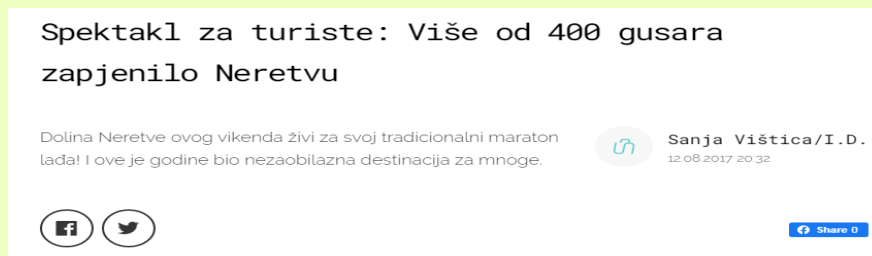 Spektakl za turiste: Više od 400 gusara
zapjenilo Neretvu
Dolina Neretve ovog vikenda živi za svoj tradicionalni maraton
lađa! I ove je godine bio nezaobilazna destinacija za mnoge.
Sanja Vištica/I.D.
12.08.2017 20:32
Share 0